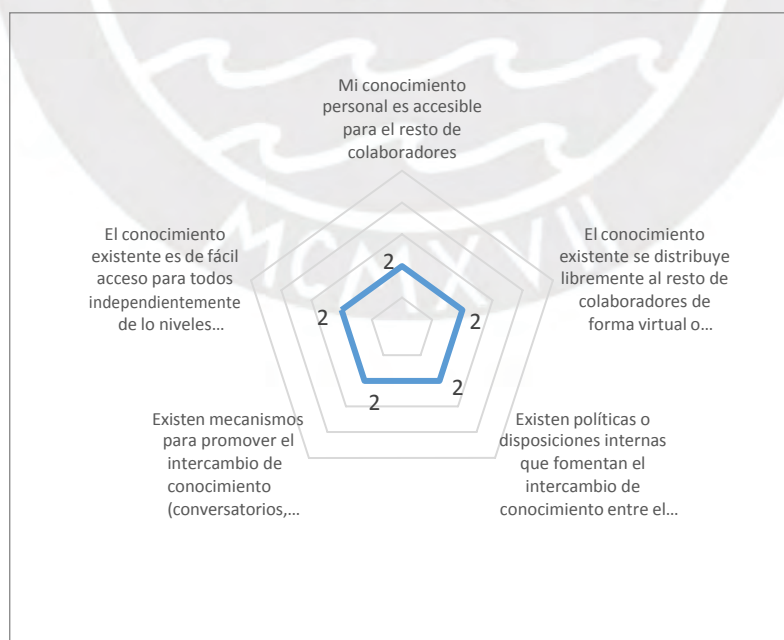 Mi conocimiento
personal es accesible
para el resto de
colaboradores
El conocimiento
existente se distribuye
libremente al resto de
colaboradores de
forma virtual o...
Existen políticas o
disposiciones internas
que fomentan el
intercambio de
conocimiento entre el...
Existen mecanismos
para promover el
intercambio de
conocimiento
(conversatorios,...
El conocimiento
existente es de fácil
acceso para todos
independientemente
de lo niveles...
2
2
2
2
2
MCMXVII